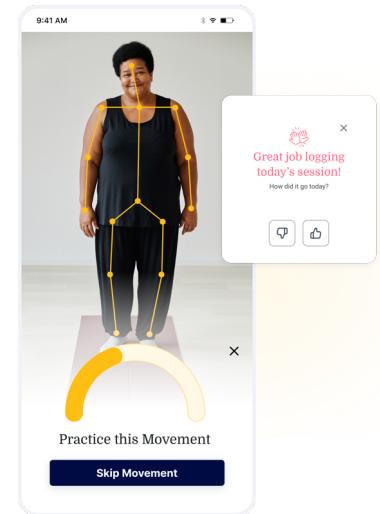 9:41 AM
Great job logging
today's session!
How did it go today?
Practice this Movement
Skip Movement